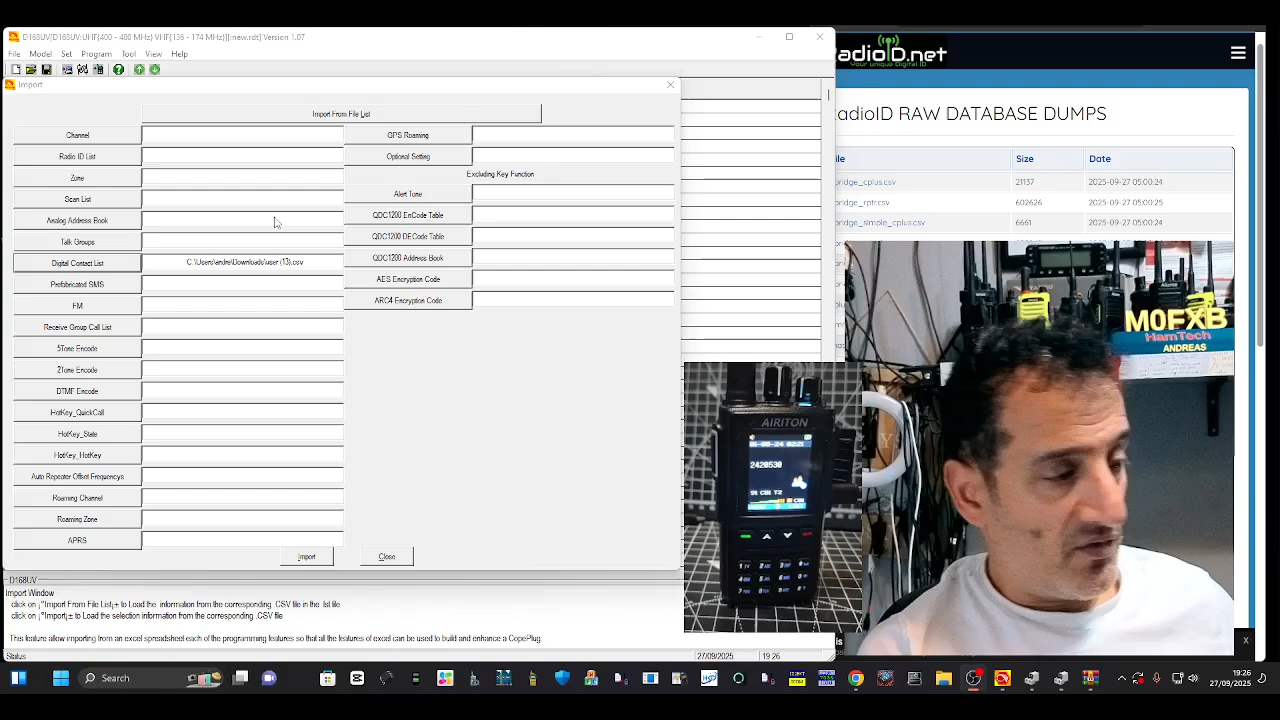 D168UV[D168UV:UHF{400 - 480 MHz} VHF{136 - 174 MHz}][:new.rdt] Version 1.07
File Model Set Program Tool View Help
Import
Import From File List
Channel
Radio ID List
Zone
Scan List
Analog Address Book
Talk Groups
Digital Contact List C:\Users\andre\Downloads\user (13).csv
Prefabricated SMS
FM
Receive Group Call List
5Tone Encode
2Tone Encode
DTMF Encode
HotKey_QuickCall
HotKey_State
HotKey_HotKey
Auto Repeater Offset Frequencys
Roaming Channel
Roaming Zone
APRS
GPS Roaming
Optional Setting
Excluding Key Function
Alert Tone
QDC1200 EnCode Table
QDC1200 DECode Table
QDC1200 Address Book
AES Encryption Code
ARC4 Encryption Code
Import Close
D168UV
Import Window
click on ¡°Import From File List¡± to Load the information from the corresponding .CSV file in the .lst file
click on ¡°Import¡± to Load the selection information from the corresponding .CSV file
This feature allow importing from an excel spreadsheet each of the programming features so that all the features of excel can be used to build and enhance a CopePlug.
Status 27/09/2025 19:26
adioID.net
Your unique Digital ID
adioID RAW DATABASE DUMPS
ile Size Date
bridge_cplus.csv 21137 2025-09-27 05:00:24
bridge_rptr.csv 602626 2025-09-27 05:00:25
bridge_simple_cplus.csv 6661 2025-09-27 05:00:24
M0FXB
HamTech
ANDREAS
AIRITON
2420530
is
X
Search
19:26
27/09/2025